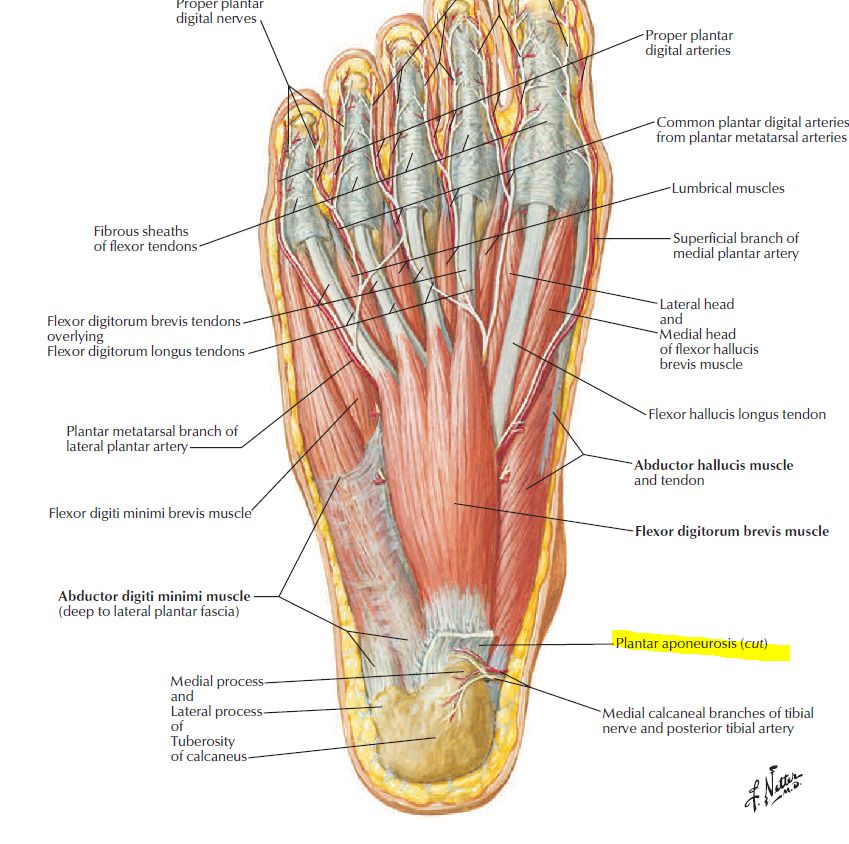 Proper plantar
digital nerves
Proper plantar
digital arteries
Common plantar digital arteries
from plantar metatarsal arteries
Lumbrical muscles
Fibrous sheaths
of flexor tendons
Superficial branch of
medial plantar artery
Lateral head
and
Medial head
of flexor hallucis
brevis muscle
Flexor digitorum brevis tendons
overlying
Flexor digitorum longus tendons
Flexor hallucis longus tendon
Plantar metatarsal branch of
lateral plantar artery
Abductor hallucis muscle
and tendon
Flexor digiti minimi brevis muscle
Flexor digitorum brevis muscle
Abductor digiti minimi muscle
(deep to lateral plantar fascia)
Plantar aponeurosis (cut)
Medial process
and
Lateral process
of
Tuberosity
of calcaneus
Medial calcaneal branches of tibial
nerve and posterior tibial artery
F. Netter
M.D.